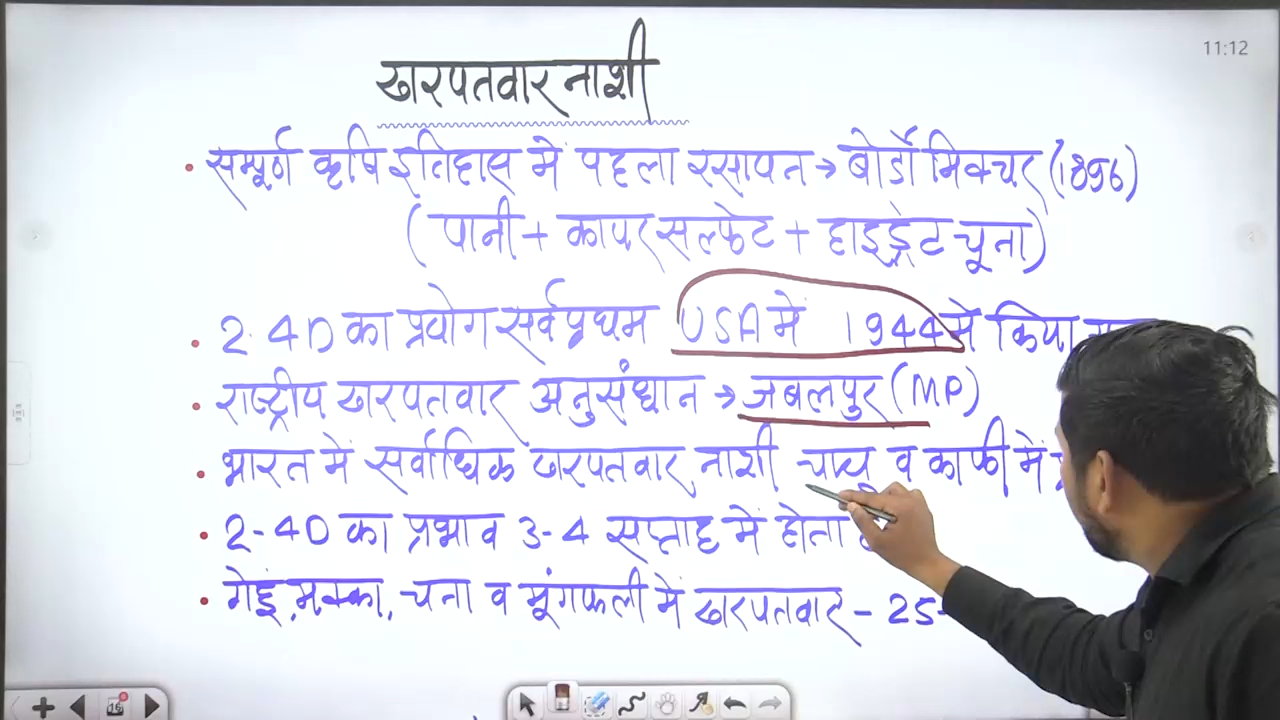 11:12
खरपतवार नाशी
• सम्पूर्ण कृषि इतिहास में पहला रसायन → बोर्डो मिक्चर (1896)
( पानी + कापर सल्फेट + हाइड्रेट चूना )
• 2.4D का प्रयोग सर्वप्रथम USA में 1944 से किया
• राष्ट्रीय खरपतवार अनुसंधान → जबलपुर (MP)
• भारत में सर्वाधिक खरपतवार नाशी चाय व काफी में
• 2-4D का प्रभाव 3-4 सप्ताह में होता
• गेहूं, मक्का, चना व मूंगफली में खरपतवार - 25-
16